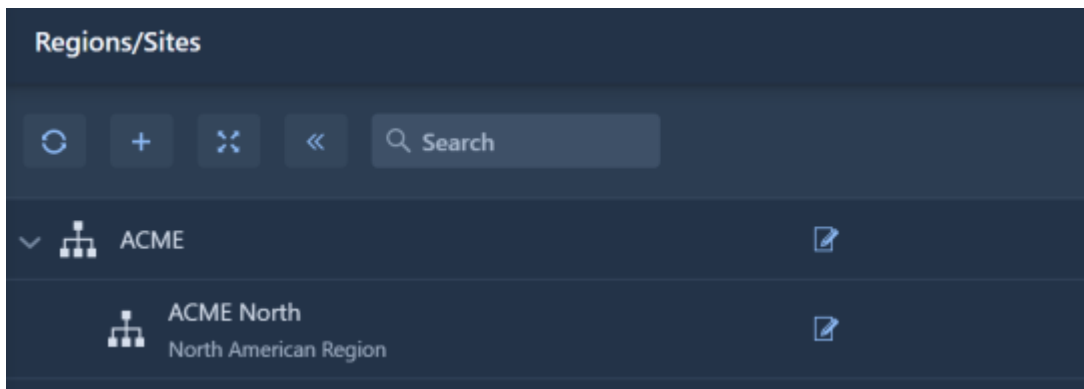 Regions/Sites
Search
ACME
ACME North
North American Region